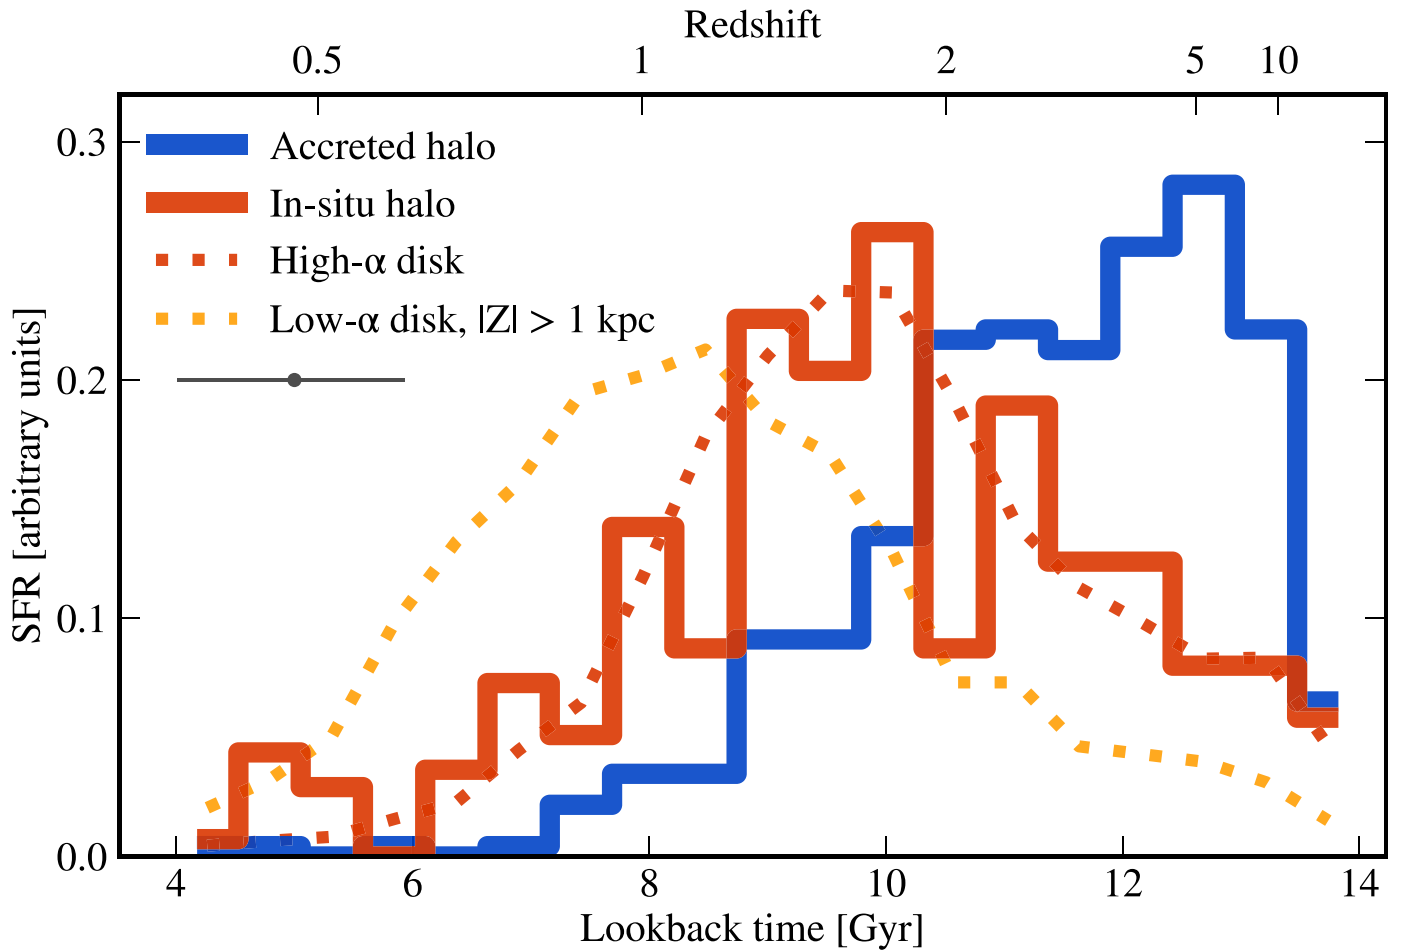 Redshift
0.5 1 2 5 10
0.3
Accreted halo
In-situ halo
High-α disk
Low-α disk, |Z| > 1 kpc
0.2
SFR [arbitrary units]
0.1
0.0
4 6 8 10 12 14
Lookback time [Gyr]